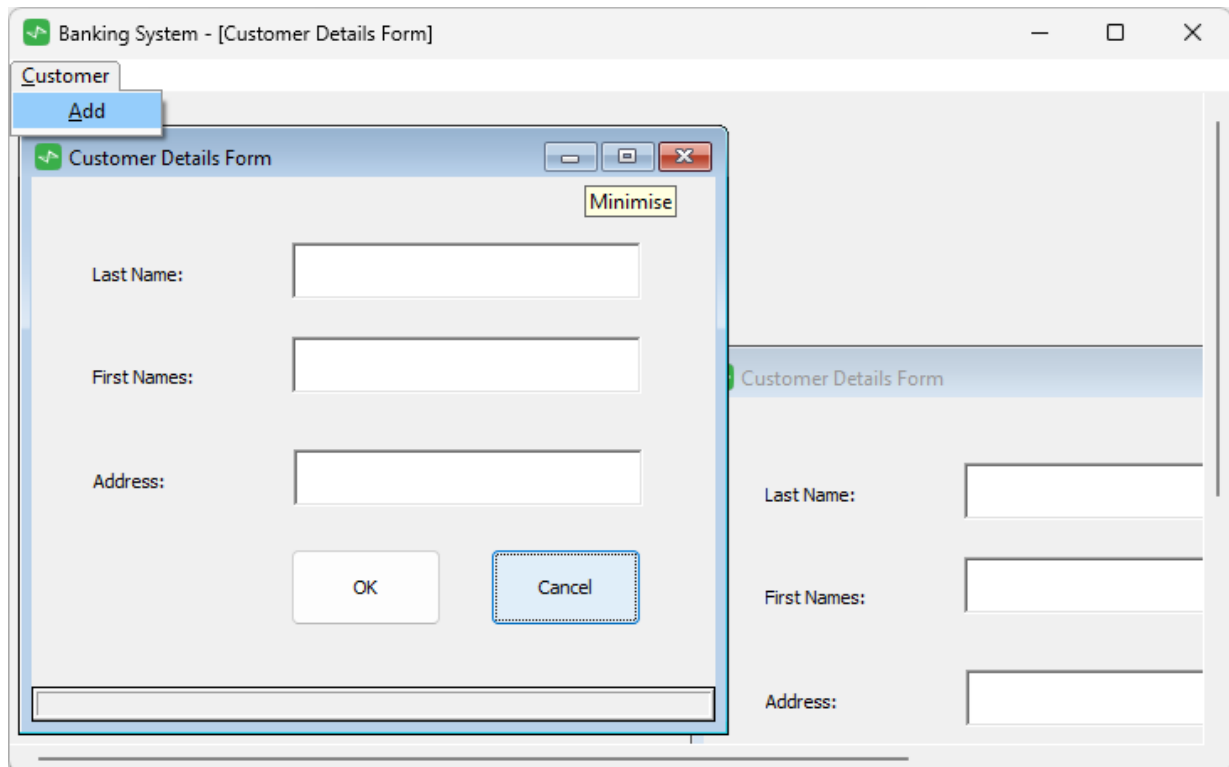 Banking System - [Customer Details Form]
Customer
Add
Customer Details Form
Minimise
Last Name:
First Names:
Address:
OK
Cancel
Customer Details Form
Last Name:
First Names:
Address: